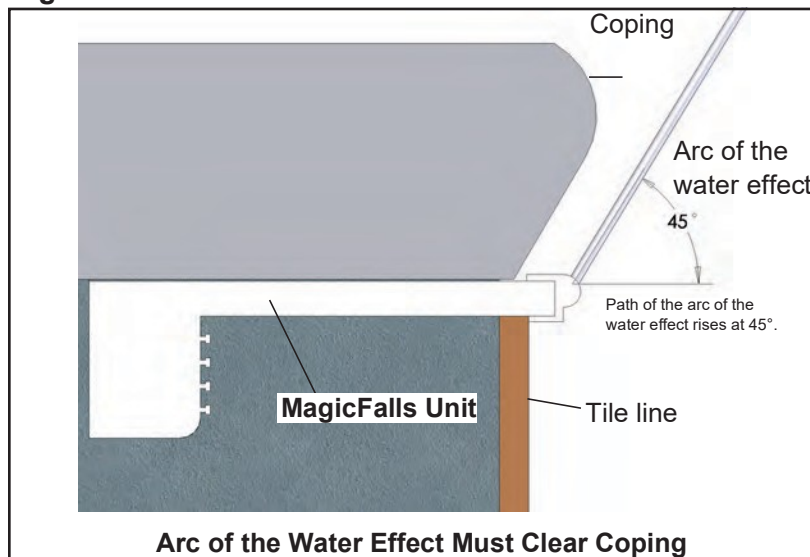 Coping
Arc of the
water effect
45°
Path of the arc of the
water effect rises at 45°.
MagicFalls Unit
Tile line
Arc of the Water Effect Must Clear Coping